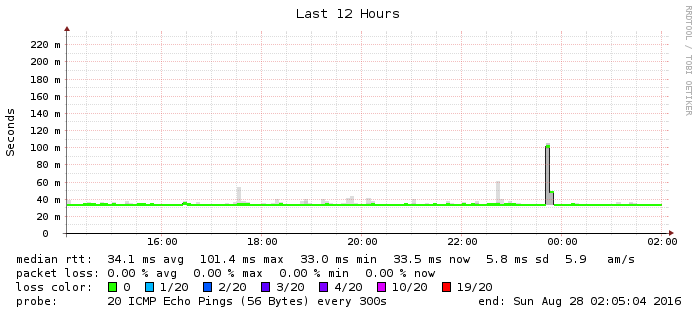 Last 12 Hours
RRDTOOL / TOBI OETIKER
Seconds
220 m
200 m
180 m
160 m
140 m
120 m
100 m
80 m
60 m
40 m
20 m
0
16:00 18:00 20:00 22:00 00:00 02:00
median rtt: 34.1 ms avg 101.4 ms max 33.0 ms min 33.5 ms now 5.8 ms sd 5.9 am/s
packet loss: 0.00 % avg 0.00 % max 0.00 % min 0.00 % now
loss color: 0 1/20 2/20 3/20 4/20 10/20 19/20
probe: 20 ICMP Echo Pings (56 Bytes) every 300s end: Sun Aug 28 02:05:04 2016